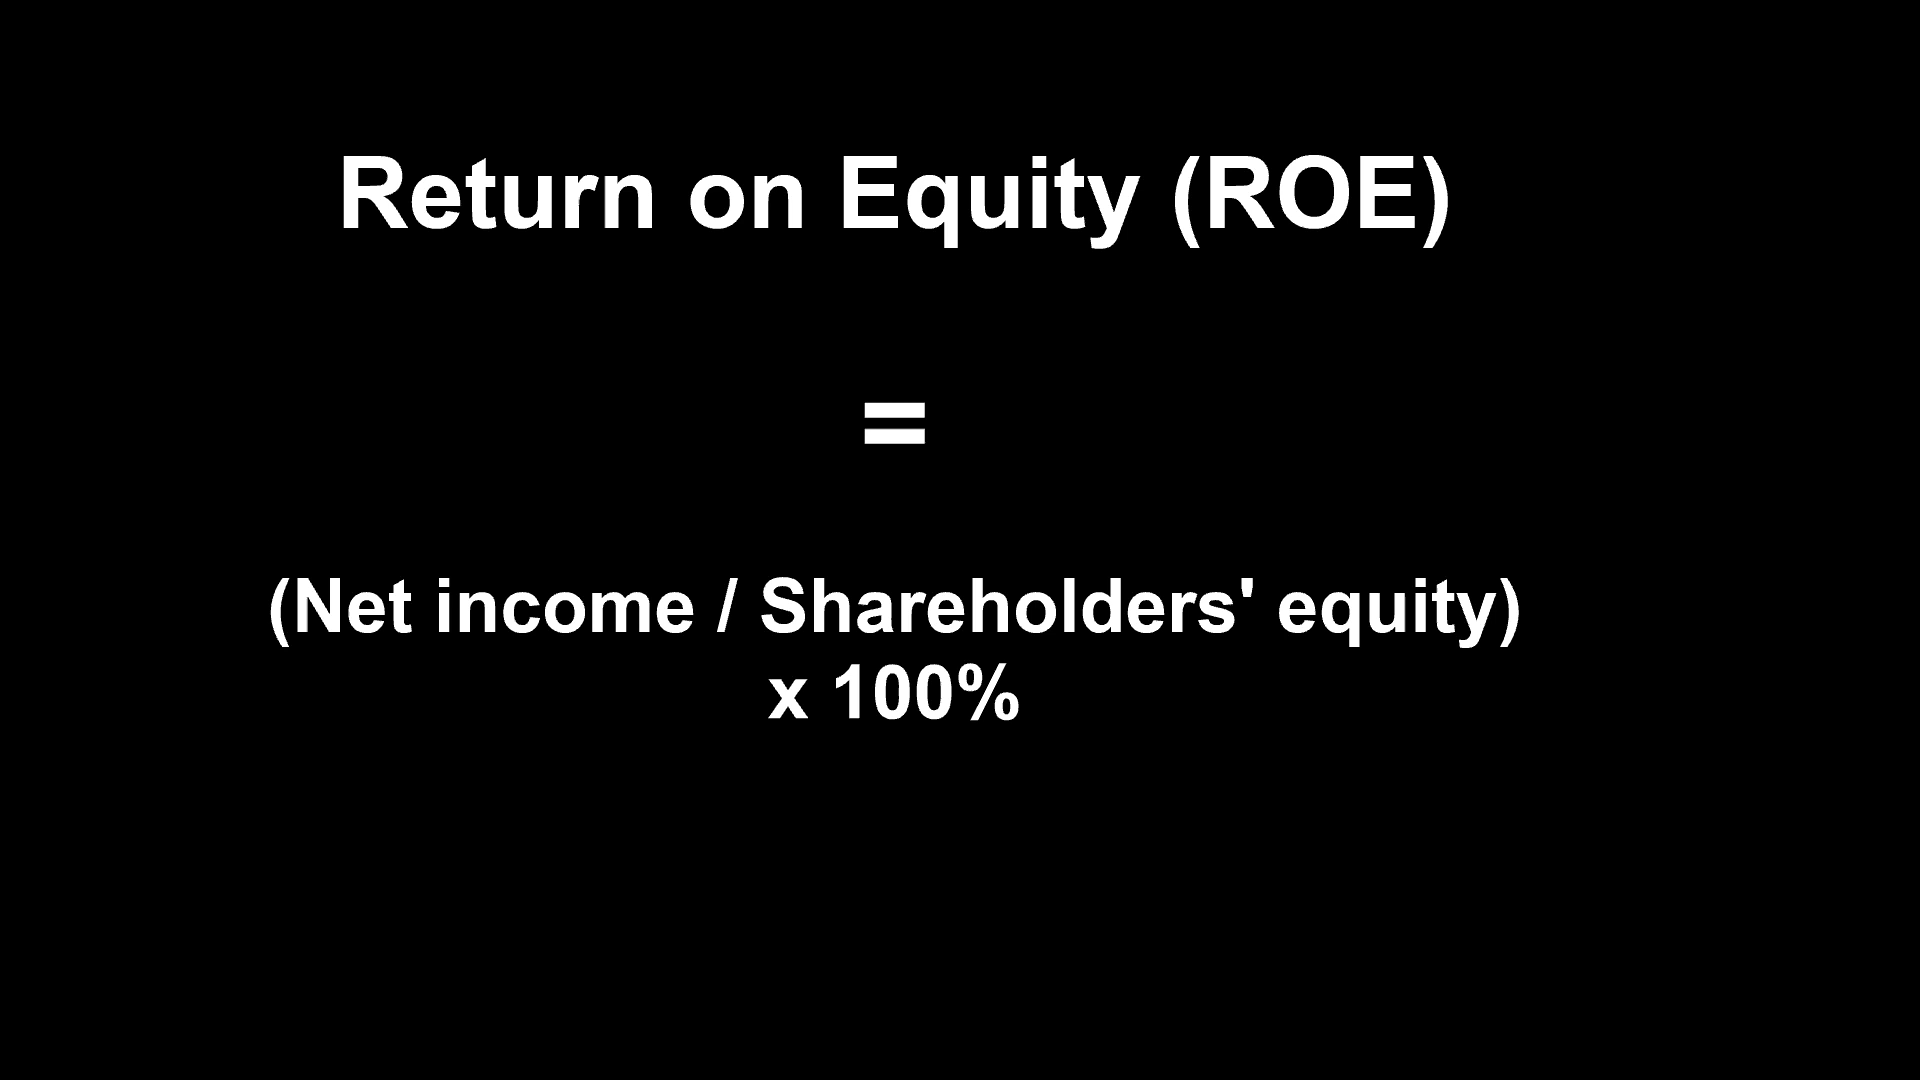 Return on Equity (ROE)
=
(Net income / Shareholders' equity)
x 100%